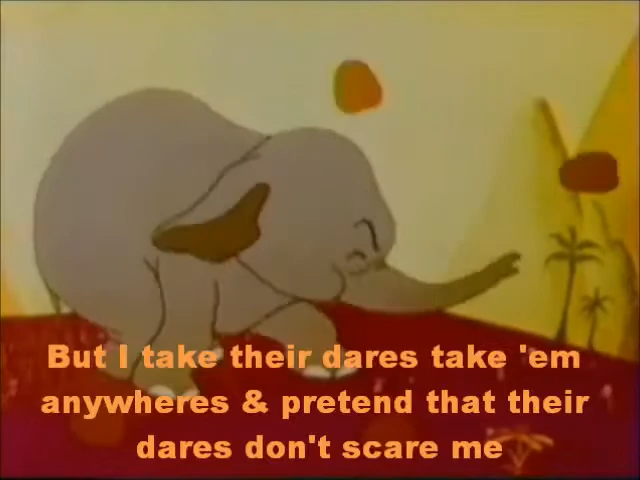 But I take their dares take 'em
anywheres & pretend that their
dares don't scare me